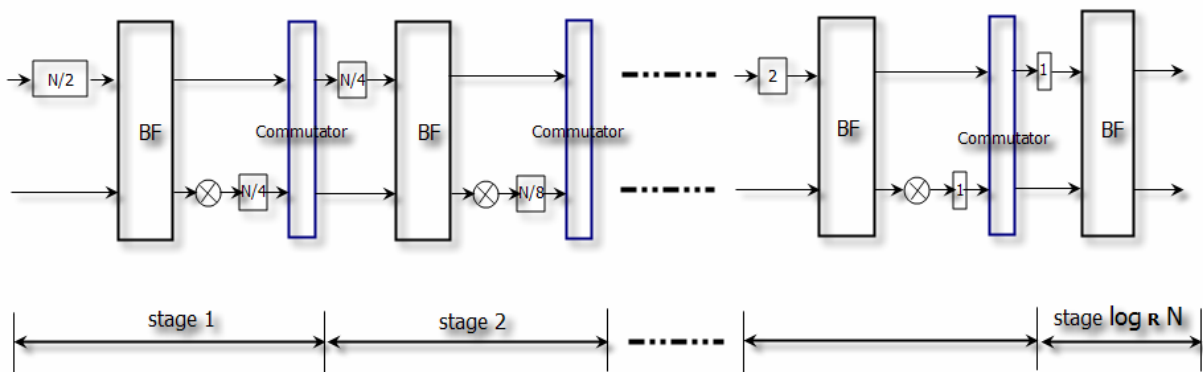 N/2
BF
Commutator
N/4
N/4
BF
Commutator
N/8
2
BF
Commutator
1
1
BF
stage 1
stage 2
stage log R N